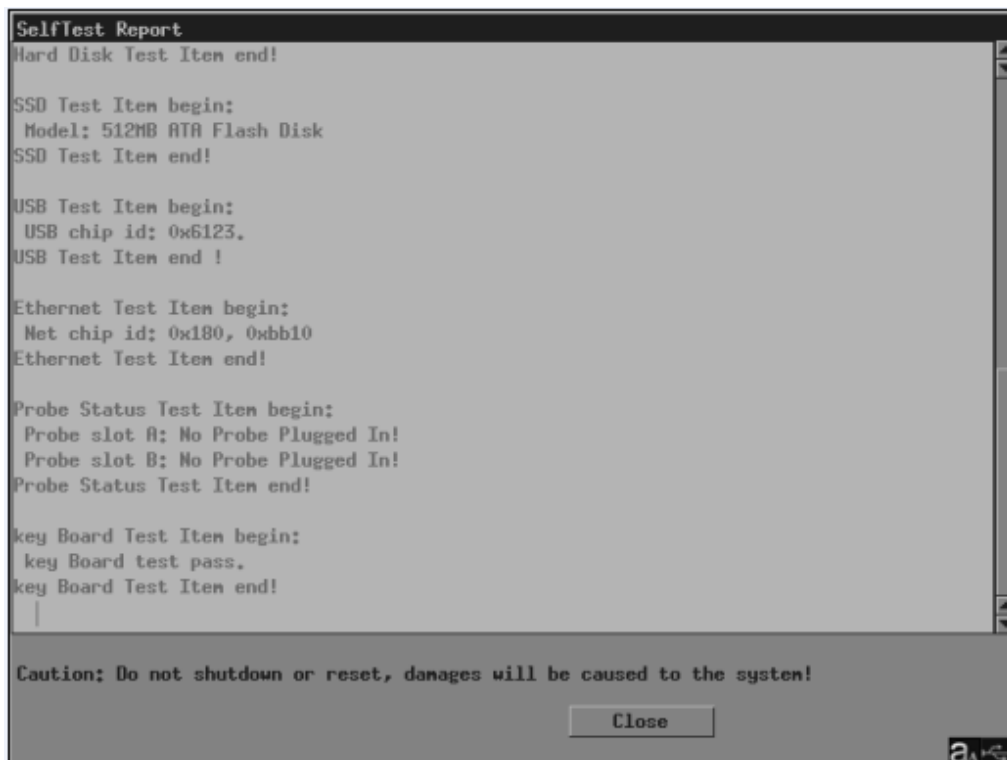 SelfTest Report
Hard Disk Test Item end!
SSD Test Item begin:
Model: 512MB ATA Flash Disk
SSD Test Item end!
USB Test Item begin:
USB chip id: 0x6123.
USB Test Item end !
Ethernet Test Item begin:
Net chip id: 0x180, 0xbb10
Ethernet Test Item end!
Probe Status Test Item begin:
Probe slot A: No Probe Plugged In!
Probe slot B: No Probe Plugged In!
Probe Status Test Item end!
key Board Test Item begin:
key Board test pass.
key Board Test Item end!
Caution: Do not shutdown or reset, damages will be caused to the system!
Close
a